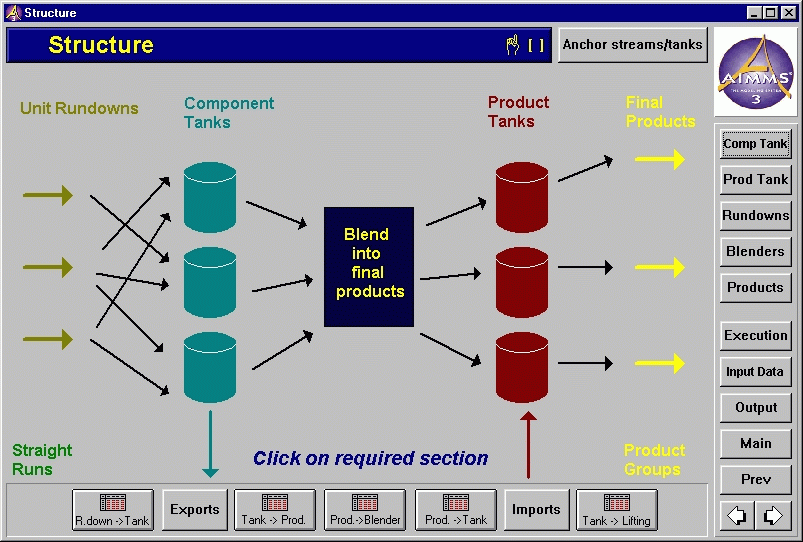 Structure
Structure
[ ]
Anchor streams/tanks
AIMMS
THE MODELING SYSTEM
3
Unit Rundowns
Component
Tanks
Product
Tanks
Final
Products
Blend
into
final
products
Straight
Runs
Click on required section
Product
Groups
R.down ->Tank
Exports
Tank -> Prod.
Prod.->Blender
Prod. ->Tank
Imports
Tank -> Lifting
Comp Tank
Prod Tank
Rundowns
Blenders
Products
Execution
Input Data
Output
Main
Prev